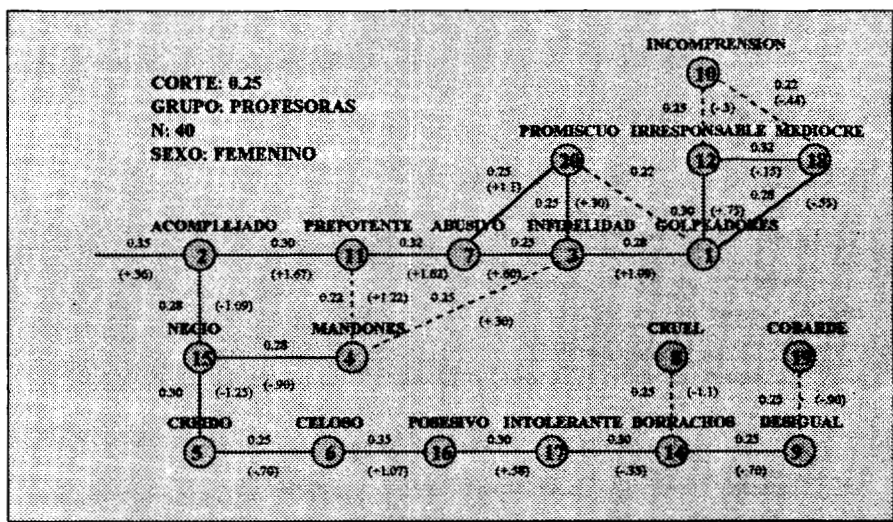 INCOMPRENSION
10
CORTE: 0.25
0.22
(-.44)
GRUPO: PROFESORAS
0.25 (-.3)
N: 40
PROMISCUO IRRESPONSABLE MEDIOCRE
SEXO: FEMENINO
20 12 0.32 18
0.25 0.22 (-.15)
(+1.1) 0.25 (+.30) 0.30 (+.75) 0.28 (-.55)
ACOMPLEJADO PREPOTENTE ABUSIVO INFIDELIDAD GOLPEADORES
0.35 2 0.30 11 0.32 7 0.25 3 0.28 1
(+.36) (+1.67) (+1.62) (+.60) (+1.08)
0.28 (-1.09) 0.22 (+1.22) 0.25
NECIO MANDONES (+.30) CRUEL COBARDE
15 0.28 4 8 19
(-.90)
0.30 (-1.25) 0.25 (-1.1) 0.25 (-.90)
CREIDO CELOSO POSESIVO INTOLERANTE BORRACHOS DESIGUAL
5 0.25 6 0.35 16 0.30 17 0.30 14 0.25 9
(-.70) (+1.07) (+.58) (-.35) (-.70)